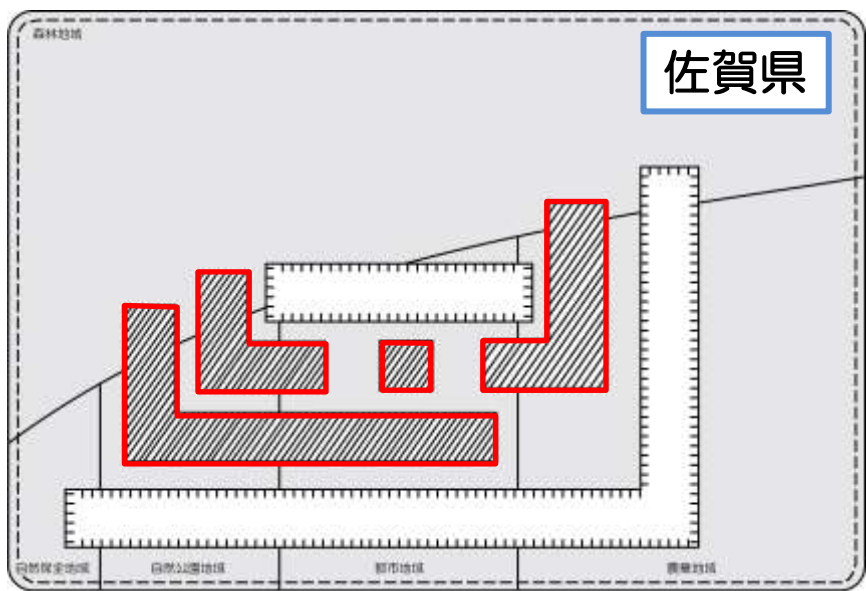 森林地域
佐賀県
自然保全地域
自然公園地域
都市地域
農業地域